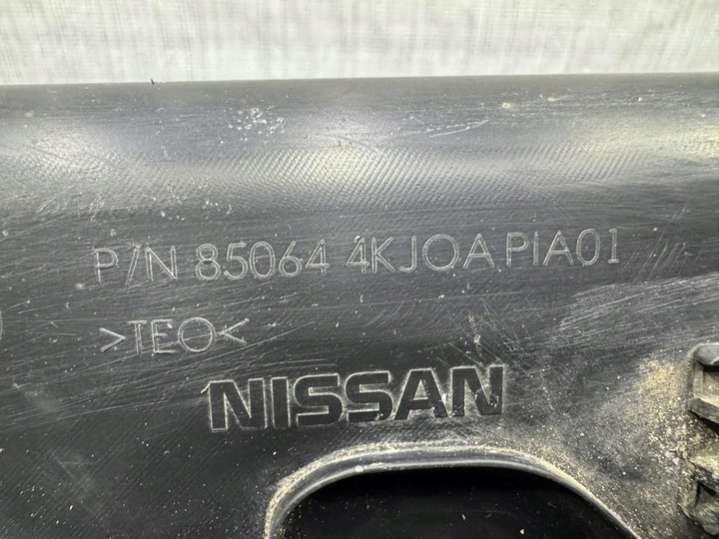 P/N 85064 4KJOA PIA01
>TEO<
NISSAN